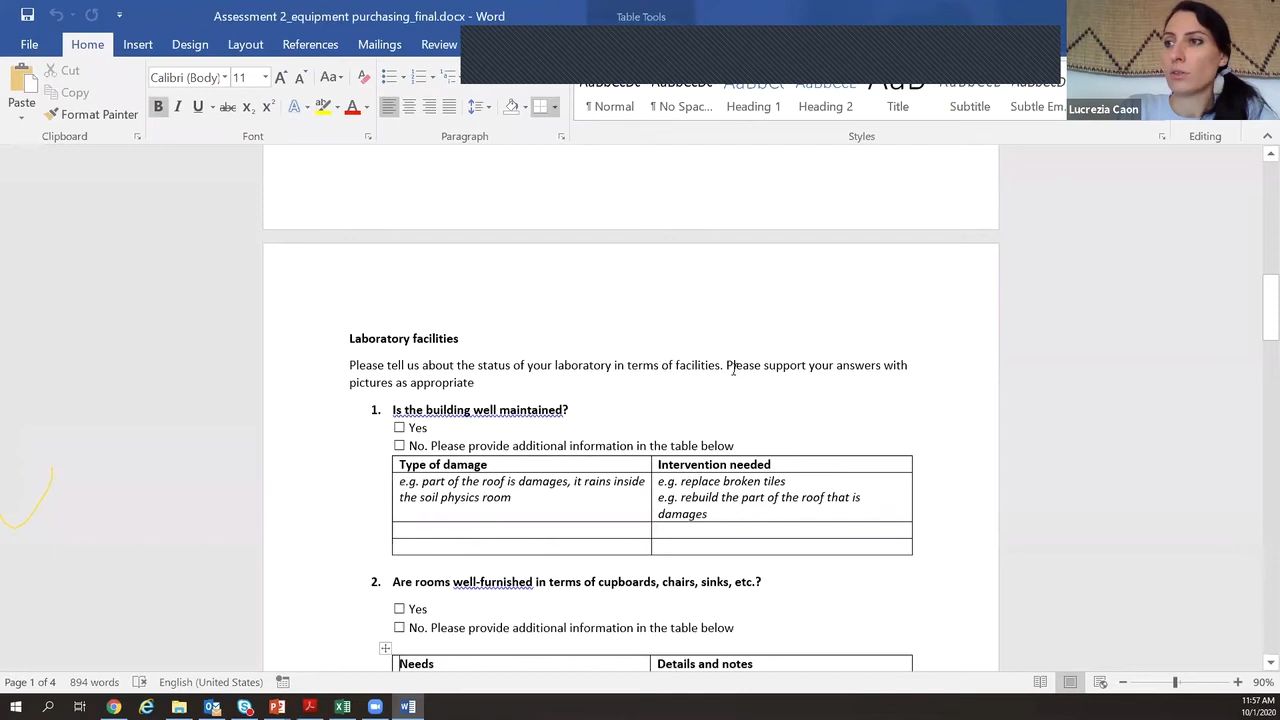 Assessment 2_equipment purchasing_final.docx - Word
Table Tools
File Home Insert Design Layout References Mailings Review
Cut
Copy
Format Painter
Paste
Calibri (Body) 11
Normal
No Spac...
Heading 1
Heading 2
Title
Subtitle
Subtle Em...
Lucrezia Caon
Clipboard
Font
Paragraph
Styles
Editing
Laboratory facilities
Please tell us about the status of your laboratory in terms of facilities. Please support your answers with
pictures as appropriate
1. Is the building well maintained?
☐ Yes
☐ No. Please provide additional information in the table below
Type of damage
Intervention needed
e.g. part of the roof is damages, it rains inside
the soil physics room
e.g. replace broken tiles
e.g. rebuild the part of the roof that is
damages
2. Are rooms well-furnished in terms of cupboards, chairs, sinks, etc.?
☐ Yes
☐ No. Please provide additional information in the table below
Needs
Details and notes
Page 1 of 4 894 words English (United States)
90%
11:57 AM
10/1/2020